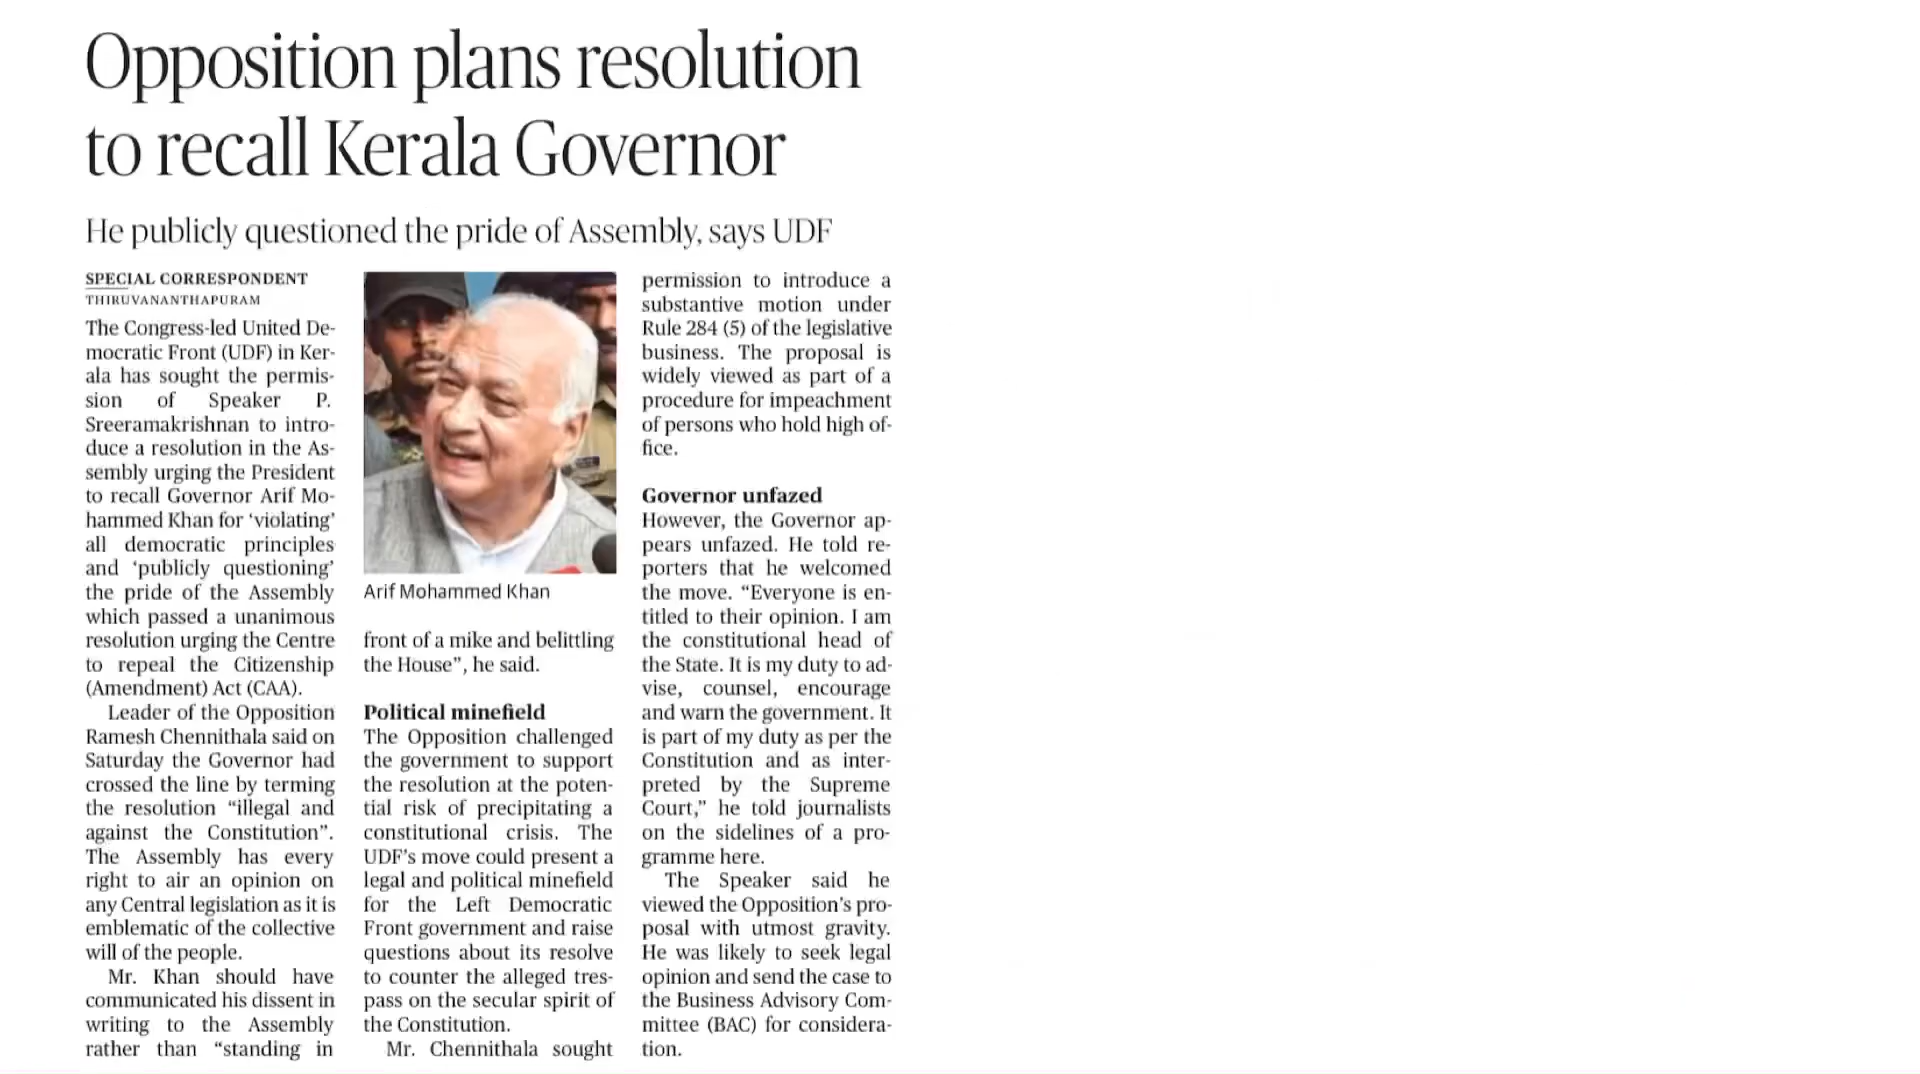 Opposition plans resolution
to recall Kerala Governor
He publicly questioned the pride of Assembly, says UDF
SPECIAL CORRESPONDENT
THIRUVANANTHAPURAM
The Congress-led United De-
mocratic Front (UDF) in Ker-
ala has sought the permis-
sion of Speaker P.
Sreeramakrishnan to intro-
duce a resolution in the As-
sembly urging the President
to recall Governor Arif Mo-
hammed Khan for ‘violating’
all democratic principles
and ‘publicly questioning’
the pride of the Assembly
which passed a unanimous
resolution urging the Centre
to repeal the Citizenship
(Amendment) Act (CAA).
Leader of the Opposition
Ramesh Chennithala said on
Saturday the Governor had
crossed the line by terming
the resolution “illegal and
against the Constitution”.
The Assembly has every
right to air an opinion on
any Central legislation as it is
emblematic of the collective
will of the people.
Mr. Khan should have
communicated his dissent in
writing to the Assembly
rather than “standing in
Arif Mohammed Khan
front of a mike and belittling
the House”, he said.
Political minefield
The Opposition challenged
the government to support
the resolution at the poten-
tial risk of precipitating a
constitutional crisis. The
UDF’s move could present a
legal and political minefield
for the Left Democratic
Front government and raise
questions about its resolve
to counter the alleged tres-
pass on the secular spirit of
the Constitution.
Mr. Chennithala sought
permission to introduce a
substantive motion under
Rule 284 (5) of the legislative
business. The proposal is
widely viewed as part of a
procedure for impeachment
of persons who hold high of-
fice.
Governor unfazed
However, the Governor ap-
pears unfazed. He told re-
porters that he welcomed
the move. “Everyone is en-
titled to their opinion. I am
the constitutional head of
the State. It is my duty to ad-
vise, counsel, encourage
and warn the government. It
is part of my duty as per the
Constitution and as inter-
preted by the Supreme
Court,” he told journalists
on the sidelines of a pro-
gramme here.
The Speaker said he
viewed the Opposition’s pro-
posal with utmost gravity.
He was likely to seek legal
opinion and send the case to
the Business Advisory Com-
mittee (BAC) for considera-
tion.